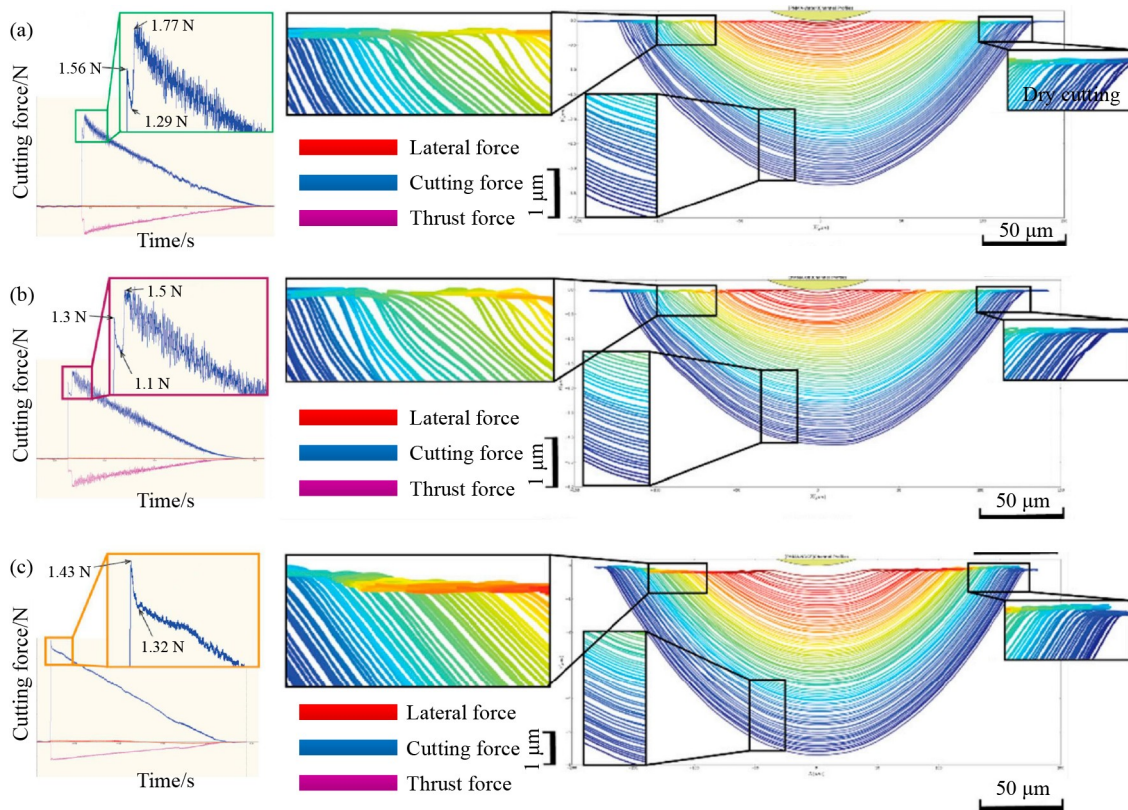 (a)
1.77 N
1.56 N
1.29 N
Cutting force/N
Time/s
Lateral force
Cutting force
Thrust force
1 μm
Dry cutting
50 μm
(b)
1.5 N
1.3 N
1.1 N
Cutting force/N
Time/s
Lateral force
Cutting force
Thrust force
1 μm
50 μm
(c)
1.43 N
1.32 N
Cutting force/N
Time/s
Lateral force
Cutting force
Thrust force
1 μm
50 μm